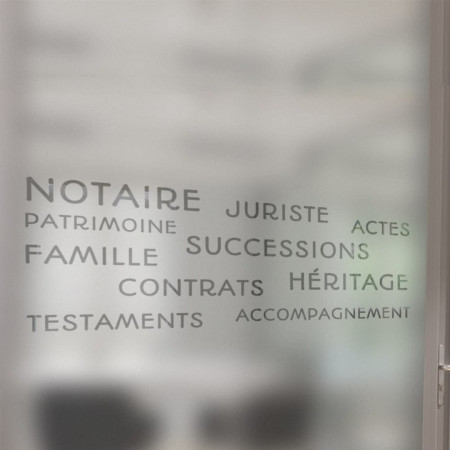 NOTAIRE JURISTE
PATRIMOINE ACTES
FAMILLE SUCCESSIONS
CONTRATS HÉRITAGE
TESTAMENTS ACCOMPAGNEMENT